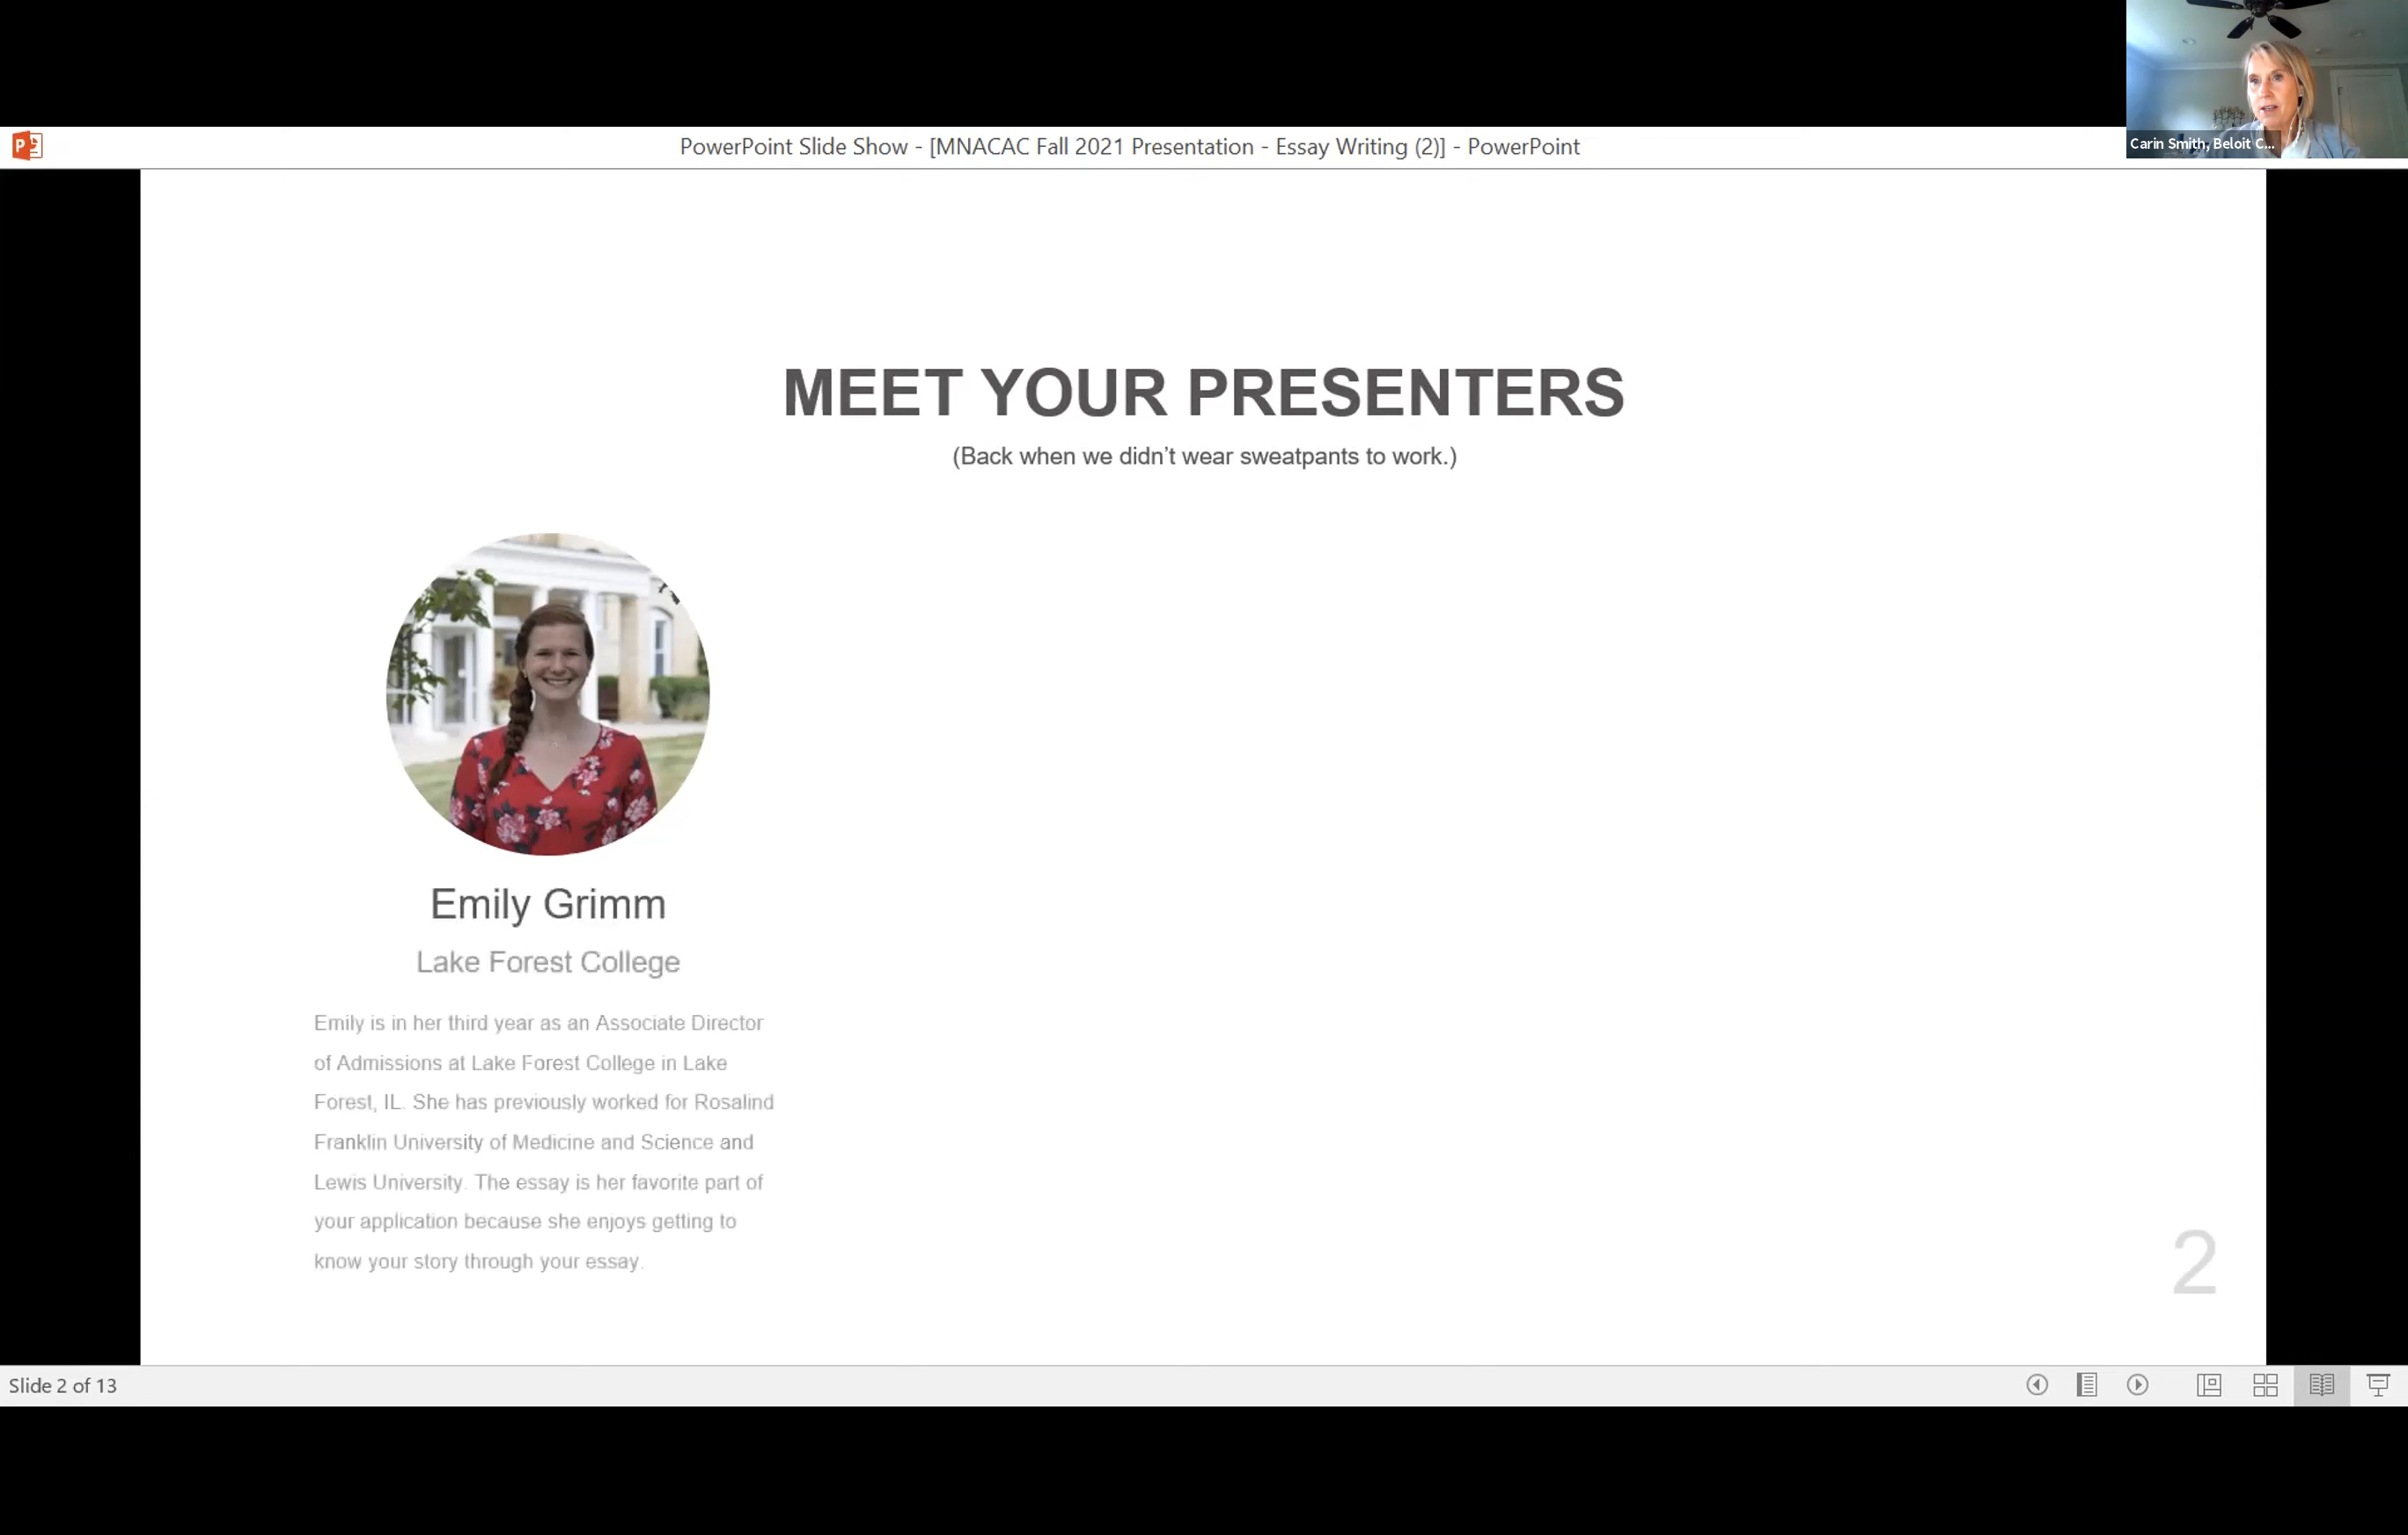 PowerPoint Slide Show - [MNACAC Fall 2021 Presentation - Essay Writing (2)] - PowerPoint
Carin Smith, Beloit C...
MEET YOUR PRESENTERS
(Back when we didn’t wear sweatpants to work.)
Emily Grimm
Lake Forest College
Emily is in her third year as an Associate Director
of Admissions at Lake Forest College in Lake
Forest, IL. She has previously worked for Rosalind
Franklin University of Medicine and Science and
Lewis University. The essay is her favorite part of
your application because she enjoys getting to
know your story through your essay.
2
Slide 2 of 13